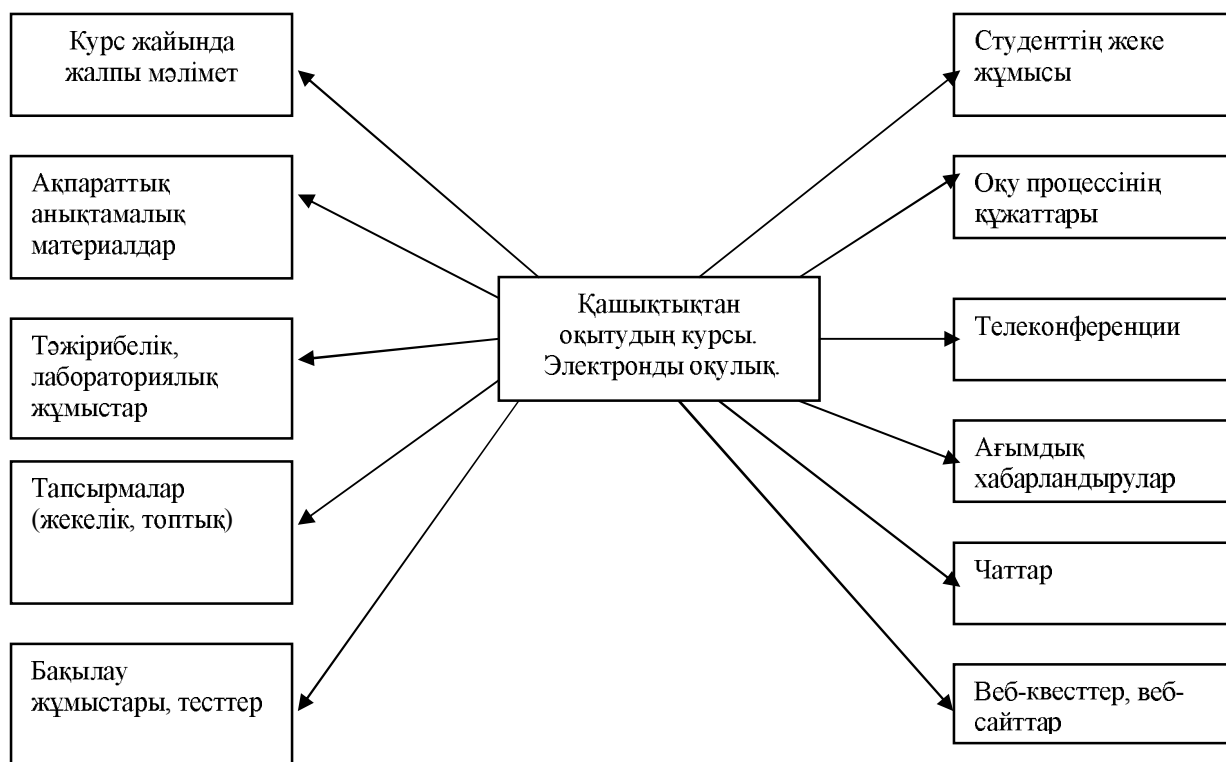 Курс жайында
жалпы мәлімет
Ақпараттық
анықтамалық
материалдар
Тәжірибелік,
лабораториялық
жұмыстар
Тапсырмалар
(жекелік, топтық)
Бақылау
жұмыстары, тесттер
Қашықтықтан
оқытудың курсы.
Электронды оқулық.
Студенттің жеке
жұмысы
Оқу процессінің
құжаттары
Телеконференции
Ағымдық
хабарландырулар
Чаттар
Веб-квесттер, веб-
сайттар